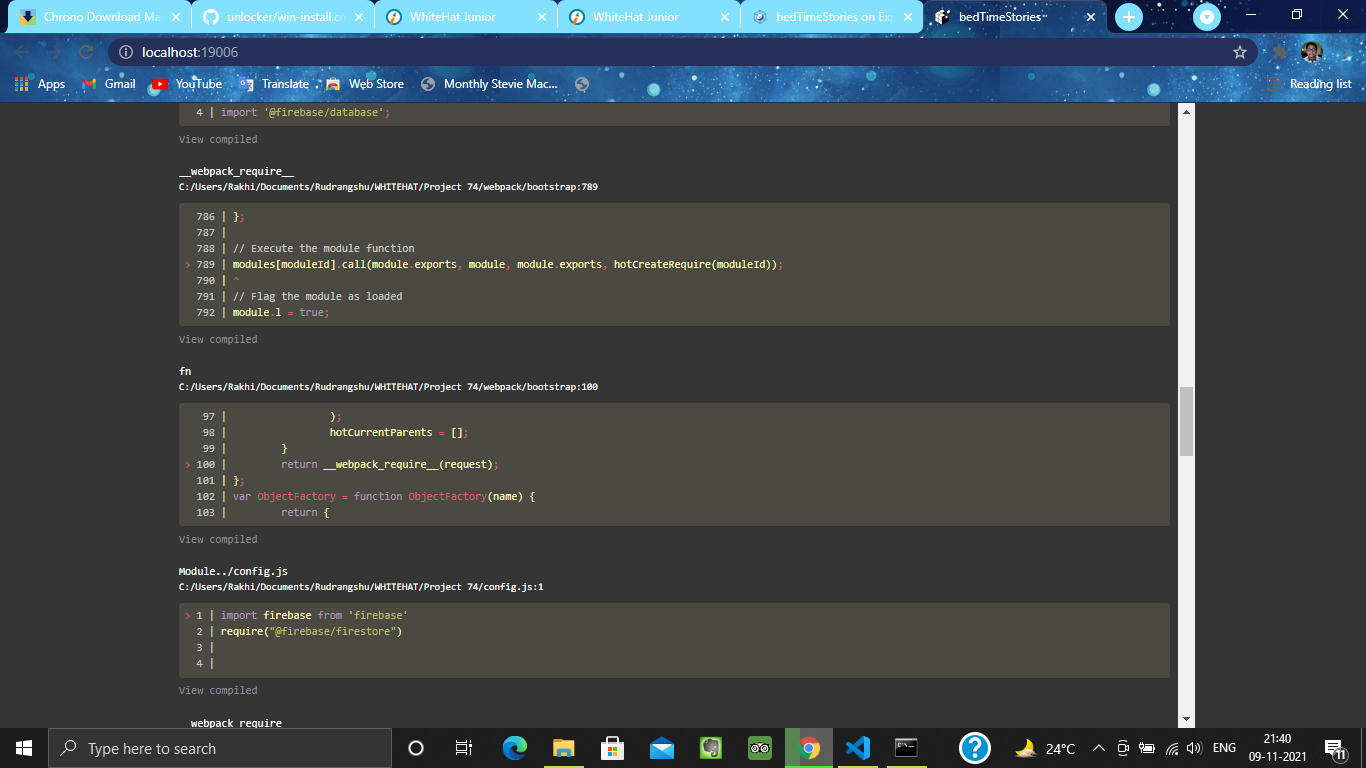 Chrono Download Ma
unlocker/win-install.cm
WhiteHat Junior
WhiteHat Junior
bedTimeStories on Exp
bedTimeStories
localhost:19006
Apps
Gmail
YouTube
Translate
Web Store
Monthly Stevie Mac...
Reading list
4 | import '@firebase/database';
View compiled
__webpack_require__
C:/Users/Rakhi/Documents/Rudrangshu/WHITEHAT/Project 74/webpack/bootstrap:789
786 | };
787 |
788 | // Execute the module function
> 789 | modules[moduleId].call(module.exports, module, module.exports, hotCreateRequire(moduleId));
790 | ^
791 | // Flag the module as loaded
792 | module.l = true;
View compiled
fn
C:/Users/Rakhi/Documents/Rudrangshu/WHITEHAT/Project 74/webpack/bootstrap:100
97 | );
98 | hotCurrentParents = [];
99 | }
> 100 | return __webpack_require__(request);
101 | };
102 | var ObjectFactory = function ObjectFactory(name) {
103 | return {
View compiled
Module../config.js
C:/Users/Rakhi/Documents/Rudrangshu/WHITEHAT/Project 74/config.js:1
> 1 | import firebase from 'firebase'
2 | require("@firebase/firestore")
3 |
4 |
View compiled
__webpack_require__
Type here to search
24°C
ENG
21:40
09-11-2021
11